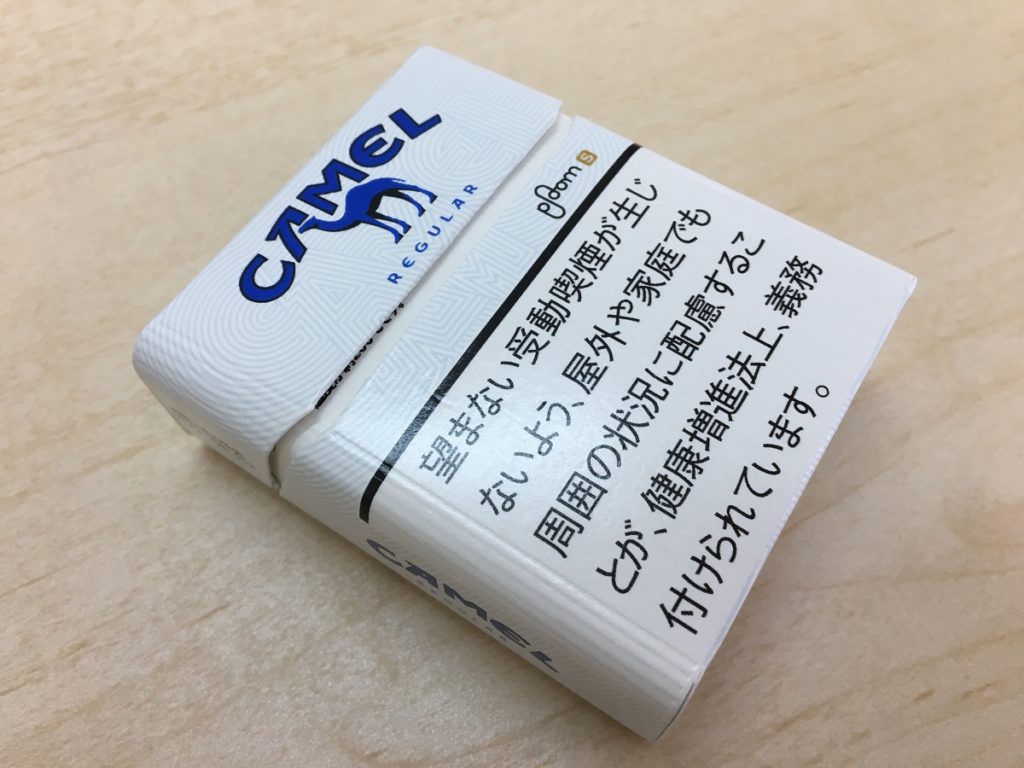 CAMEL
REGULAR
Ploom S
望まない受動喫煙が生じ
ないよう、屋外や家庭でも
周囲の状況に配慮するこ
とが、健康増進法上、義務
付けられています。
CAMEL
REGULAR